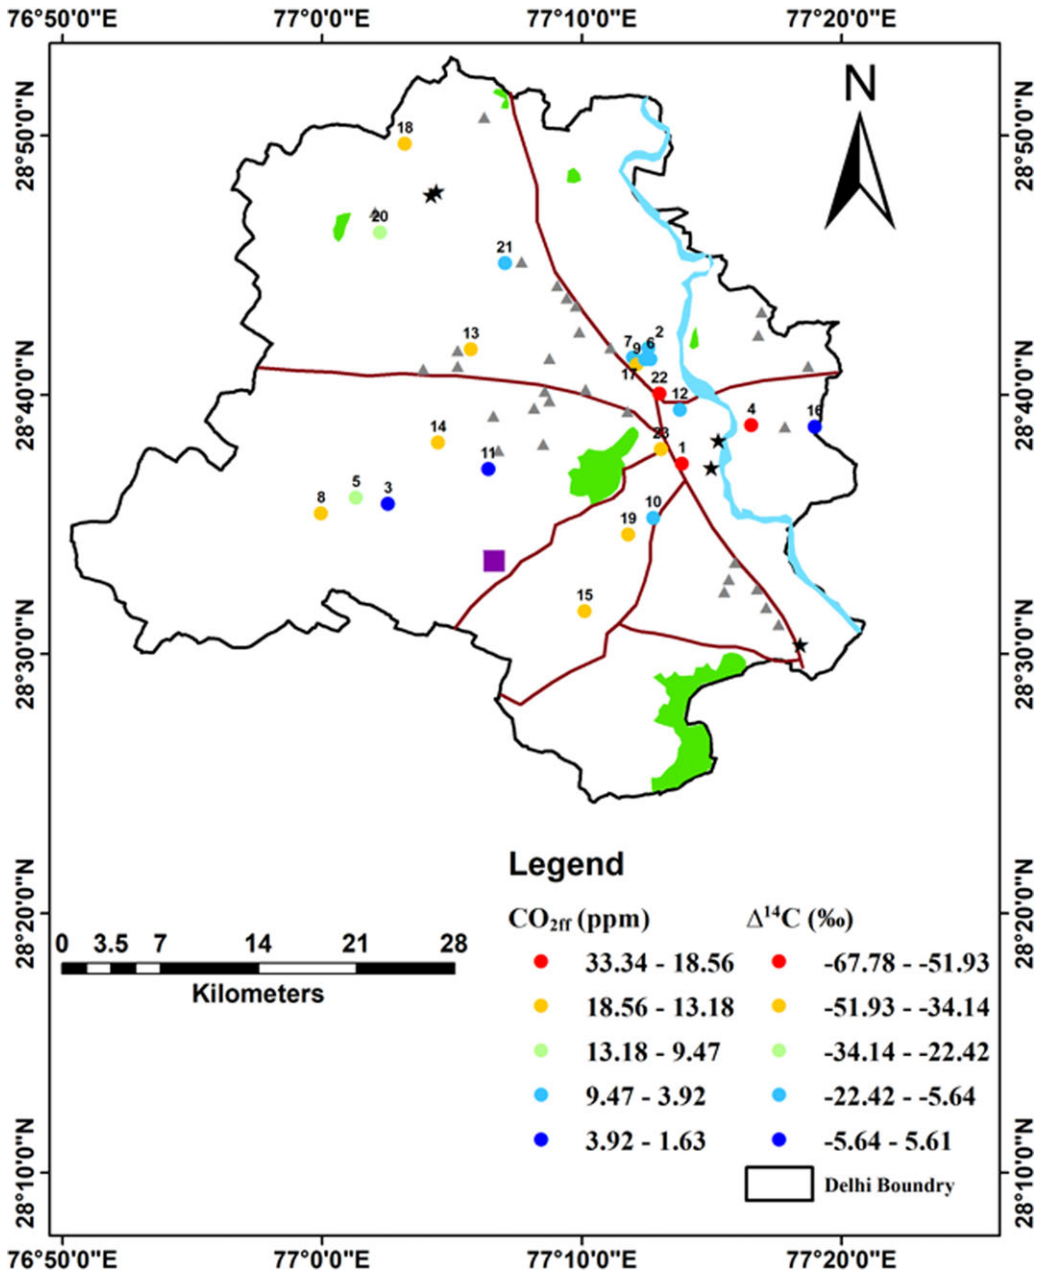 76°50'0"E 77°0'0"E 77°10'0"E 77°20'0"E
28°50'0"N 28°50'0"N
N
18
20
21
13
7 9 6 2
17
22
12
28°40'0"N 28°40'0"N
4 16
14
23
11 1
5 3
8
10
19
15
28°30'0"N 28°30'0"N
Legend
28°20'0"N 28°20'0"N
CO2ff (ppm) Δ14C (‰)
0 3.5 7 14 21 28
Kilometers
33.34 - 18.56 -67.78 - -51.93
18.56 - 13.18 -51.93 - -34.14
13.18 - 9.47 -34.14 - -22.42
9.47 - 3.92 -22.42 - -5.64
3.92 - 1.63 -5.64 - 5.61
28°10'0"N 28°10'0"N
Delhi Boundry
76°50'0"E 77°0'0"E 77°10'0"E 77°20'0"E